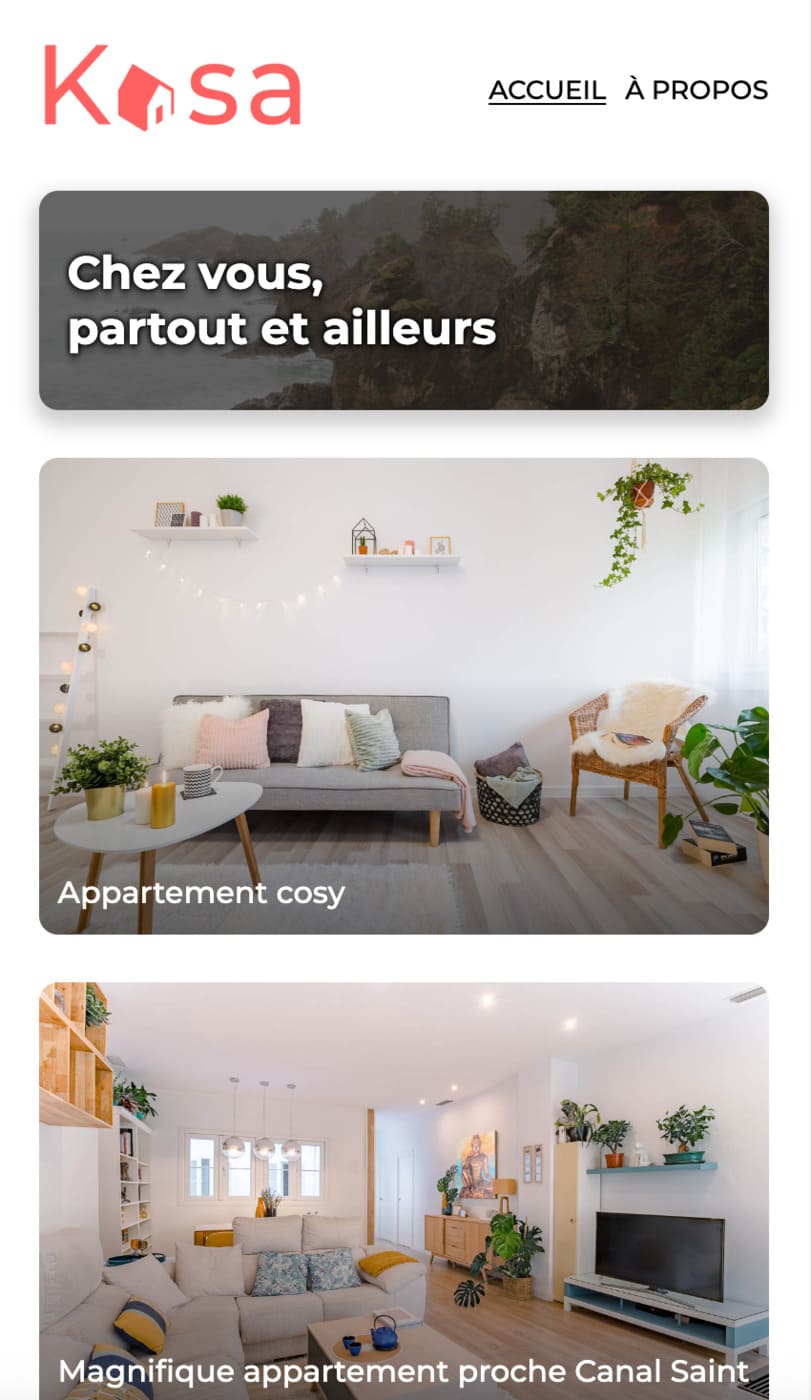 Kasa
ACCUEIL À PROPOS
Chez vous,
partout et ailleurs
Appartement cosy
Magnifique appartement proche Canal Saint